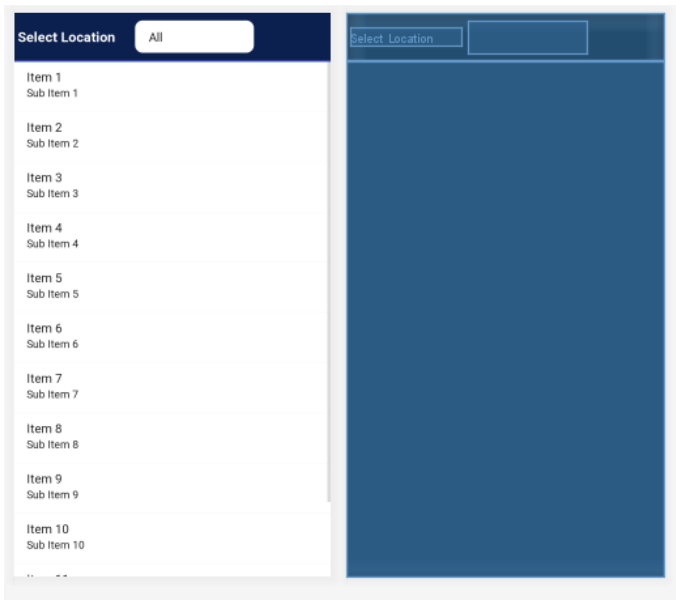 Select Location
All
Item 1
Sub Item 1
Item 2
Sub Item 2
Item 3
Sub Item 3
Item 4
Sub Item 4
Item 5
Sub Item 5
Item 6
Sub Item 6
Item 7
Sub Item 7
Item 8
Sub Item 8
Item 9
Sub Item 9
Item 10
Sub Item 10
Select Location